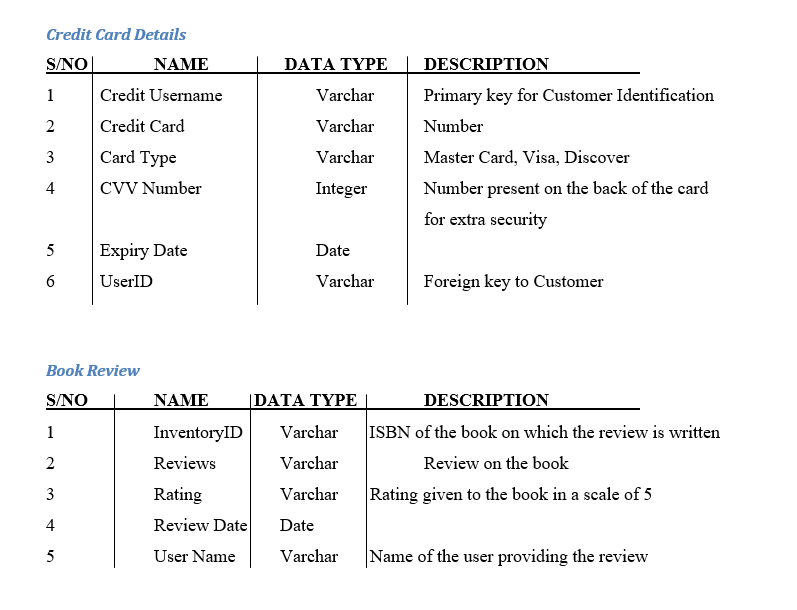 Credit Card Details
S/NO NAME DATA TYPE DESCRIPTION
1 Credit Username Varchar Primary key for Customer Identification
2 Credit Card Varchar Number
3 Card Type Varchar Master Card, Visa, Discover
4 CVV Number Integer Number present on the back of the card
for extra security
5 Expiry Date Date
6 UserID Varchar Foreign key to Customer
Book Review
S/NO NAME DATA TYPE DESCRIPTION
1 InventoryID Varchar ISBN of the book on which the review is written
2 Reviews Varchar Review on the book
3 Rating Varchar Rating given to the book in a scale of 5
4 Review Date Date
5 User Name Varchar Name of the user providing the review